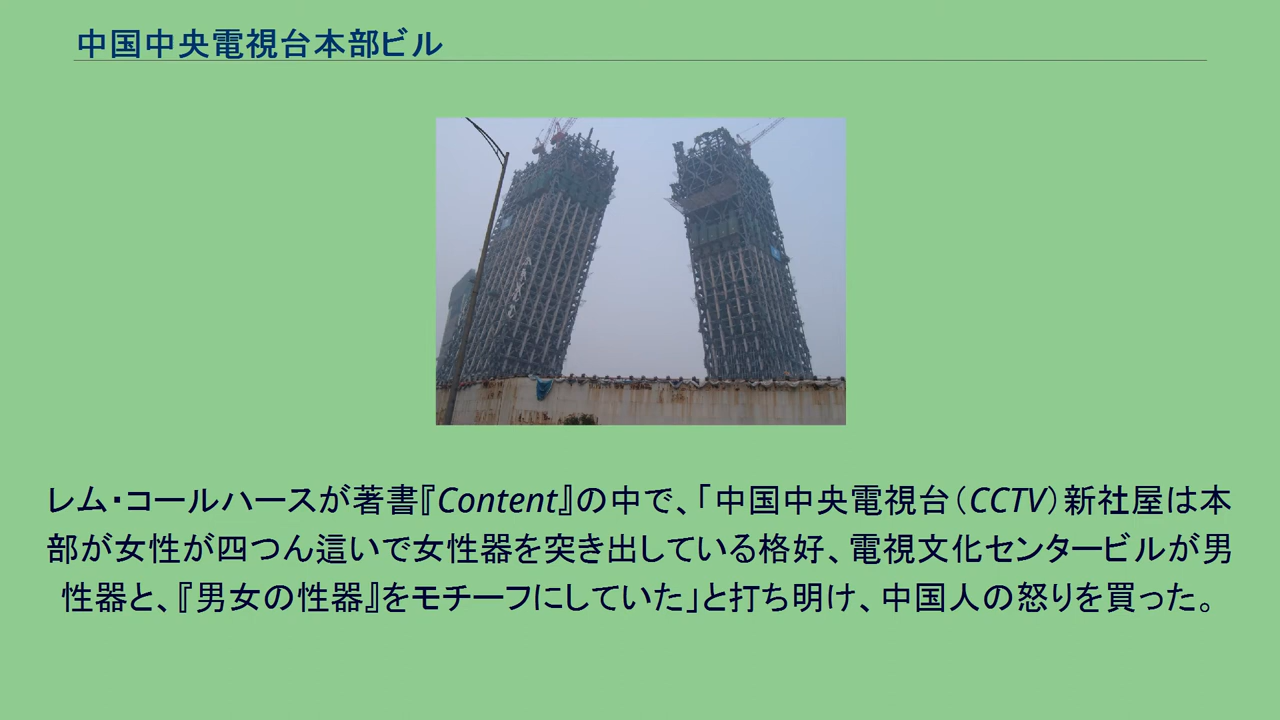 中国中央電視台本部ビル
レム・コールハースが著書『Content』の中で、「中国中央電視台（CCTV）新社屋は本
部が女性が四つん這いで女性器を突き出している格好、電視文化センタービルが男
性器と、『男女の性器』をモチーフにしていた」と打ち明け、中国人の怒りを買った。